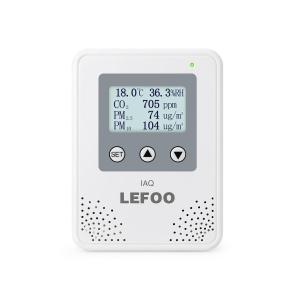 18.0℃ 36.3%RH
CO₂ 705 ppm
PM₂.₅ 74 ug/m³
PM₁₀ 104 ug/m³
SET
IAQ
LEFOO